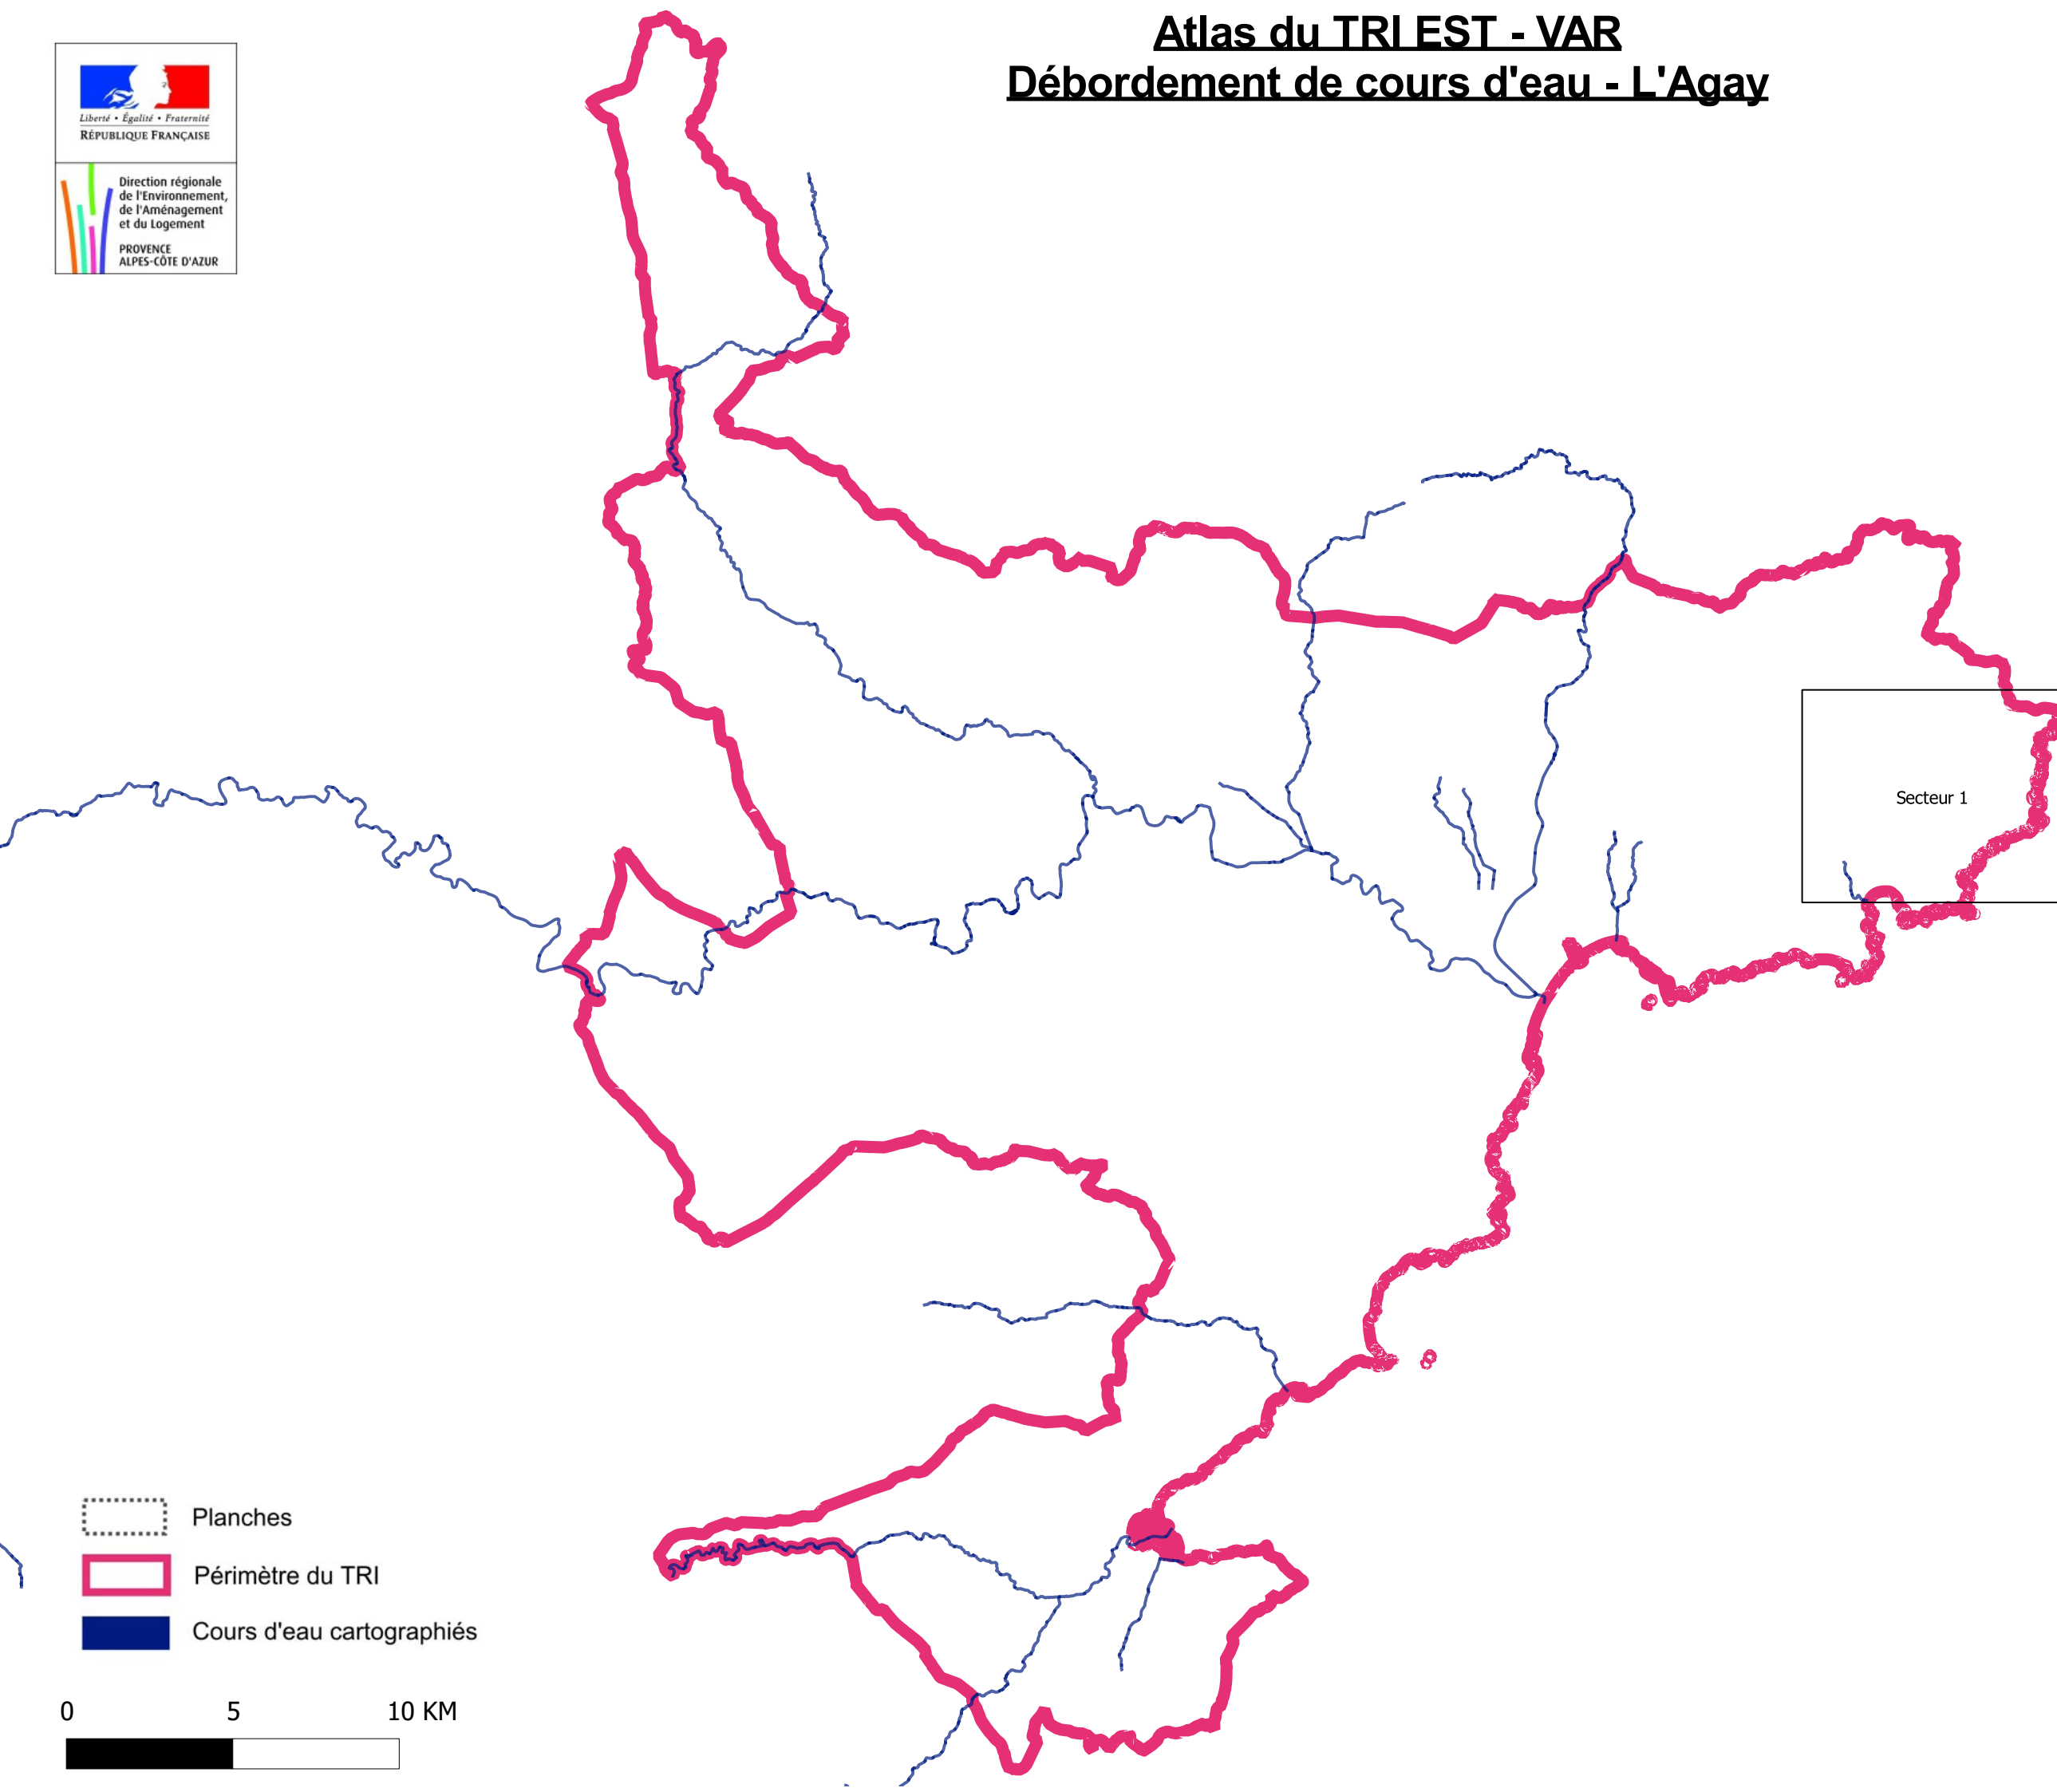 Atlas du TRI EST - VAR
Débordement de cours d'eau - L'Agay
Liberté • Égalité • Fraternité
RÉPUBLIQUE FRANÇAISE
Direction régionale
de l'Environnement,
de l'Aménagement
et du Logement
PROVENCE
ALPES-CÔTE D'AZUR
Secteur 1
Planches
Périmètre du TRI
Cours d'eau cartographiés
0 5 10 KM